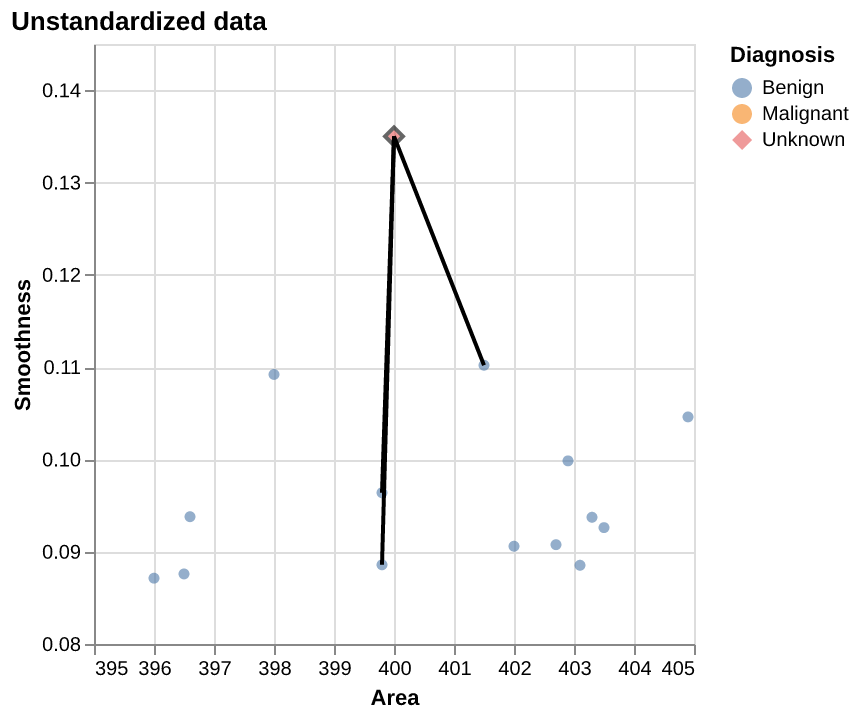 Unstandardized data
Diagnosis
Benign
Malignant
Unknown
Smoothness
0.14
0.13
0.12
0.11
0.10
0.09
0.08
395 396 397 398 399 400 401 402 403 404 405
Area